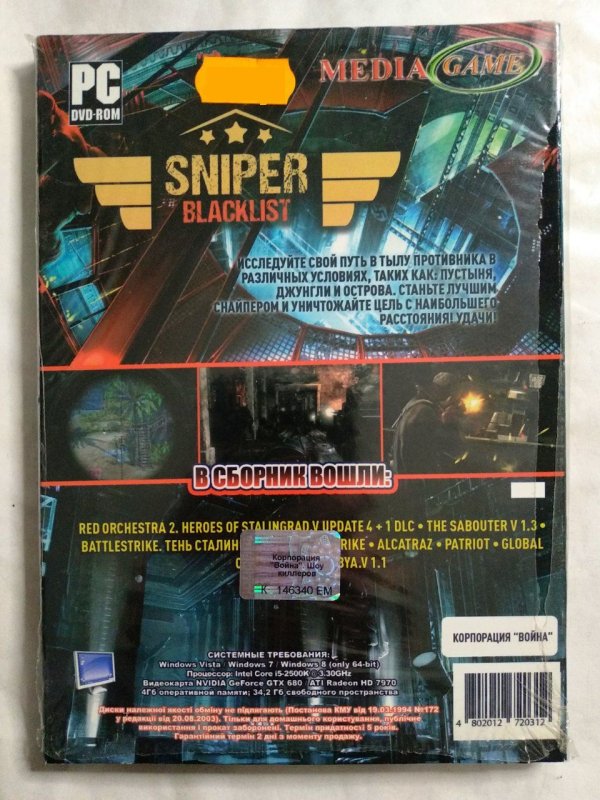 PC
DVD-ROM
MEDIA GAME
SNIPER
BLACKLIST
ИССЛЕДУЙТЕ СВОЙ ПУТЬ В ТЫЛУ ПРОТИВНИКА В
РАЗЛИЧНЫХ УСЛОВИЯХ, ТАКИХ КАК: ПУСТЫНЯ,
ДЖУНГЛИ И ОСТРОВА. СТАНЬТЕ ЛУЧШИМ
СНАЙПЕРОМ И УНИЧТОЖАЙТЕ ЦЕЛЬ С НАИБОЛЬШЕГО
РАССТОЯНИЯ! УДАЧИ!
В СБОРНИК ВОШЛИ:
RED ORCHESTRA 2. HEROES OF STALINGRAD.V UPDATE 4 + 1 DLC • THE SABOUTER V 1.3 •
BATTLESTRIKE. ТЕНЬ • ALCATRAZ • PATRIOT • GLOBAL
V 1.1
Корпорация
"Война". Шоу
киллеров
К 146340 ЕМ
КОРПОРАЦИЯ "ВОЙНА"
СИСТЕМНЫЕ ТРЕБОВАНИЯ:
Windows Vista / Windows 7 / Windows 8 (only 64-bit)
Процессор: Intel Core i5-2500K @ 3.30GHz
Видеокарта NVIDIA GeForce GTX 680 / ATI Radeon HD 7970
4Гб оперативной памяти; 34,2 Гб свободного пространства
Диски належної якості обміну не підлягають (Постанова КМУ від 19.03.1994 №172
у редакції від 20.08.2003). Тільки для домашнього користування, публічне
використання і прокат заборонені. Термін придатності 5 років.
Гарантійний термін 2 дні з моменту продажу.
4 802012 720312